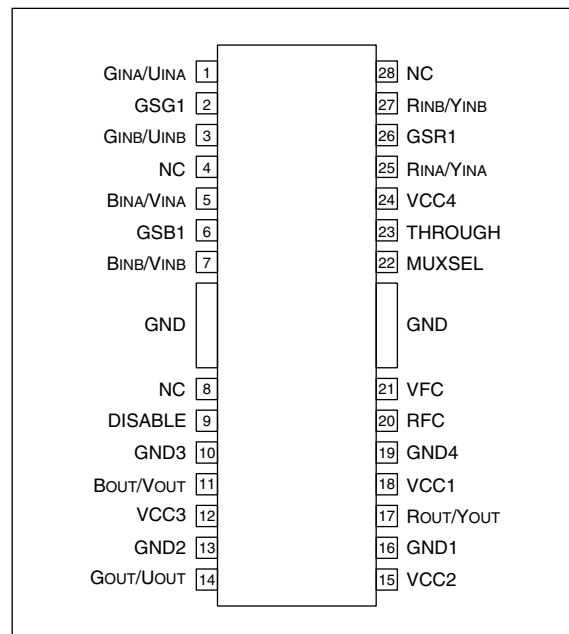 GINA/UINA 1 28 NC
GSG1 2 27 RINB/YINB
GINB/UINB 3 26 GSR1
NC 4 25 RINA/YINA
BINA/VINA 5 24 VCC4
GSB1 6 23 THROUGH
BINB/VINB 7 22 MUXSEL
GND GND
NC 8 21 VFC
DISABLE 9 20 RFC
GND3 10 19 GND4
BOUT/VOUT 11 18 VCC1
VCC3 12 17 ROUT/YOUT
GND2 13 16 GND1
GOUT/UOUT 14 15 VCC2